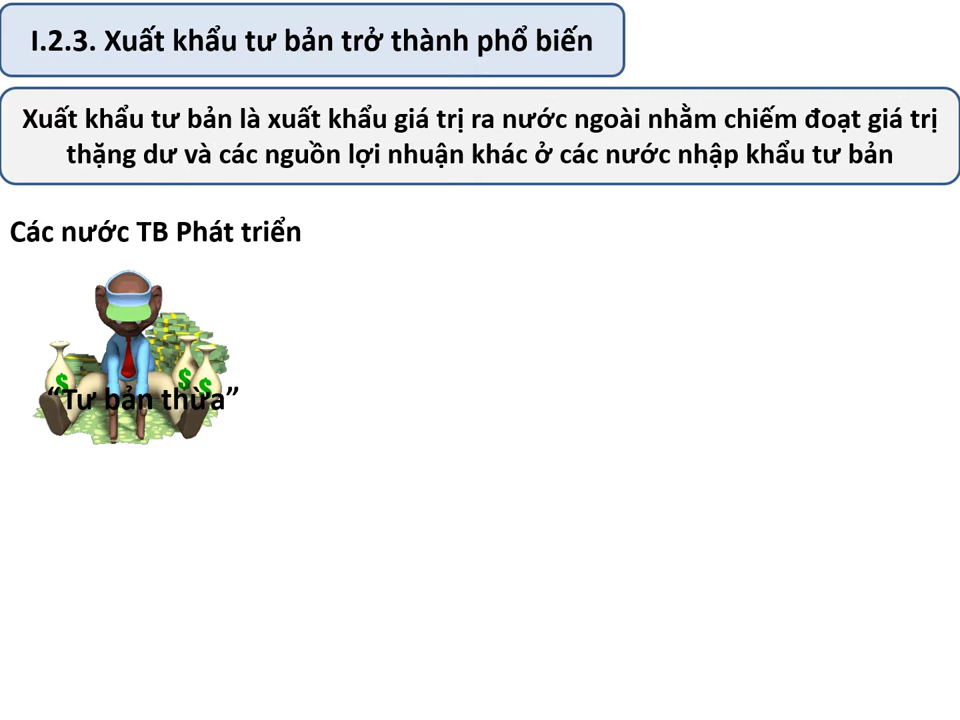 I.2.3. Xuất khẩu tư bản trở thành phổ biến
Xuất khẩu tư bản là xuất khẩu giá trị ra nước ngoài nhằm chiếm đoạt giá trị
thặng dư và các nguồn lợi nhuận khác ở các nước nhập khẩu tư bản
Các nước TB Phát triển
$ $ $
“Tư bản thừa”